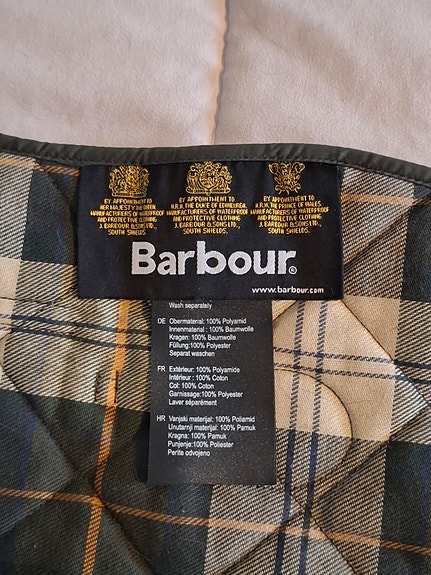 BY APPOINTMENT TO
HER MAJESTY THE QUEEN
MANUFACTURERS OF WATERPROOF
AND PROTECTIVE CLOTHING
J. BARBOUR & SONS LTD.,
SOUTH SHIELDS.
BY APPOINTMENT TO
H.R.H. THE DUKE OF EDINBURGH
MANUFACTURERS OF WATERPROOF
AND PROTECTIVE CLOTHING
J. BARBOUR & SONS LTD.,
SOUTH SHIELDS.
BY APPOINTMENT TO
H.R.H. THE PRINCE OF WALES
MANUFACTURERS OF WATERPROOF
AND PROTECTIVE CLOTHING
J. BARBOUR & SONS LTD.,
SOUTH SHIELDS.
Barbour®
www.barbour.com
Wash separately
DE Obermaterial: 100% Polyamid
Innenmaterial : 100% Baumwolle
Kragen: 100% Baumwolle
Füllung:100% Polyester
Separat waschen
FR Extérieur: 100% Polyamide
Intérieur : 100% Coton
Col: 100% Coton
Garnissage:100% Polyester
Laver séparément
HR Vanjski materijal: 100% Poliamid
Unutarnji materijal: 100% Pamuk
Kragna: 100% Pamuk
Punjenje:100% Poliester
Perite odvojeno